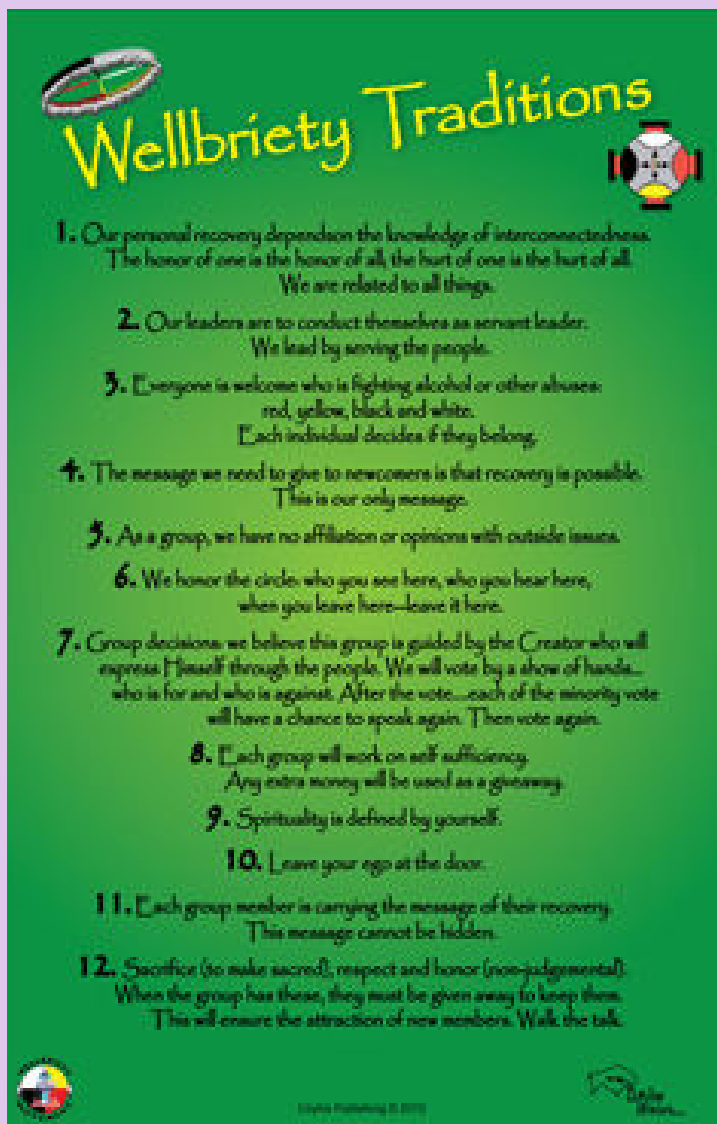 Wellbriety Traditions
1. Our personal recovery dependson the knowledge of interconnectedness.
The honor of one is the honor of all, the hurt of one is the hurt of all.
We are related to all things.
2. Our leaders are to conduct themselves as servant leader.
We lead by serving the people.
3. Everyone is welcome who is fighting alcohol or other abuses:
red, yellow, black and white.
Each individual decides if they belong.
4. The message we need to give to newcomers is that recovery is possible.
This is our only message.
5. As a group, we have no affiliation or opinions with outside issues.
6. We honor the circle: who you see here, who you hear here,
when you leave here—leave it here.
7. Group decisions: we believe this group is guided by the Creator who will
express Himself through the people. We will vote by a show of hands...
who is for and who is against. After the vote...each of the minority vote
will have a chance to speak again. Then vote again.
8. Each group will work on self sufficiency.
Any extra money will be used as a giveaway.
9. Spirituality is defined by yourself.
10. Leave your ego at the door.
11. Each group member is carrying the message of their recovery.
This message cannot be hidden.
12. Sacrifice (to make sacred), respect and honor (non-judgemental).
When the group has these, they must be given away to keep them.
This will ensure the attraction of new members. Walk the talk.
Publishing ©